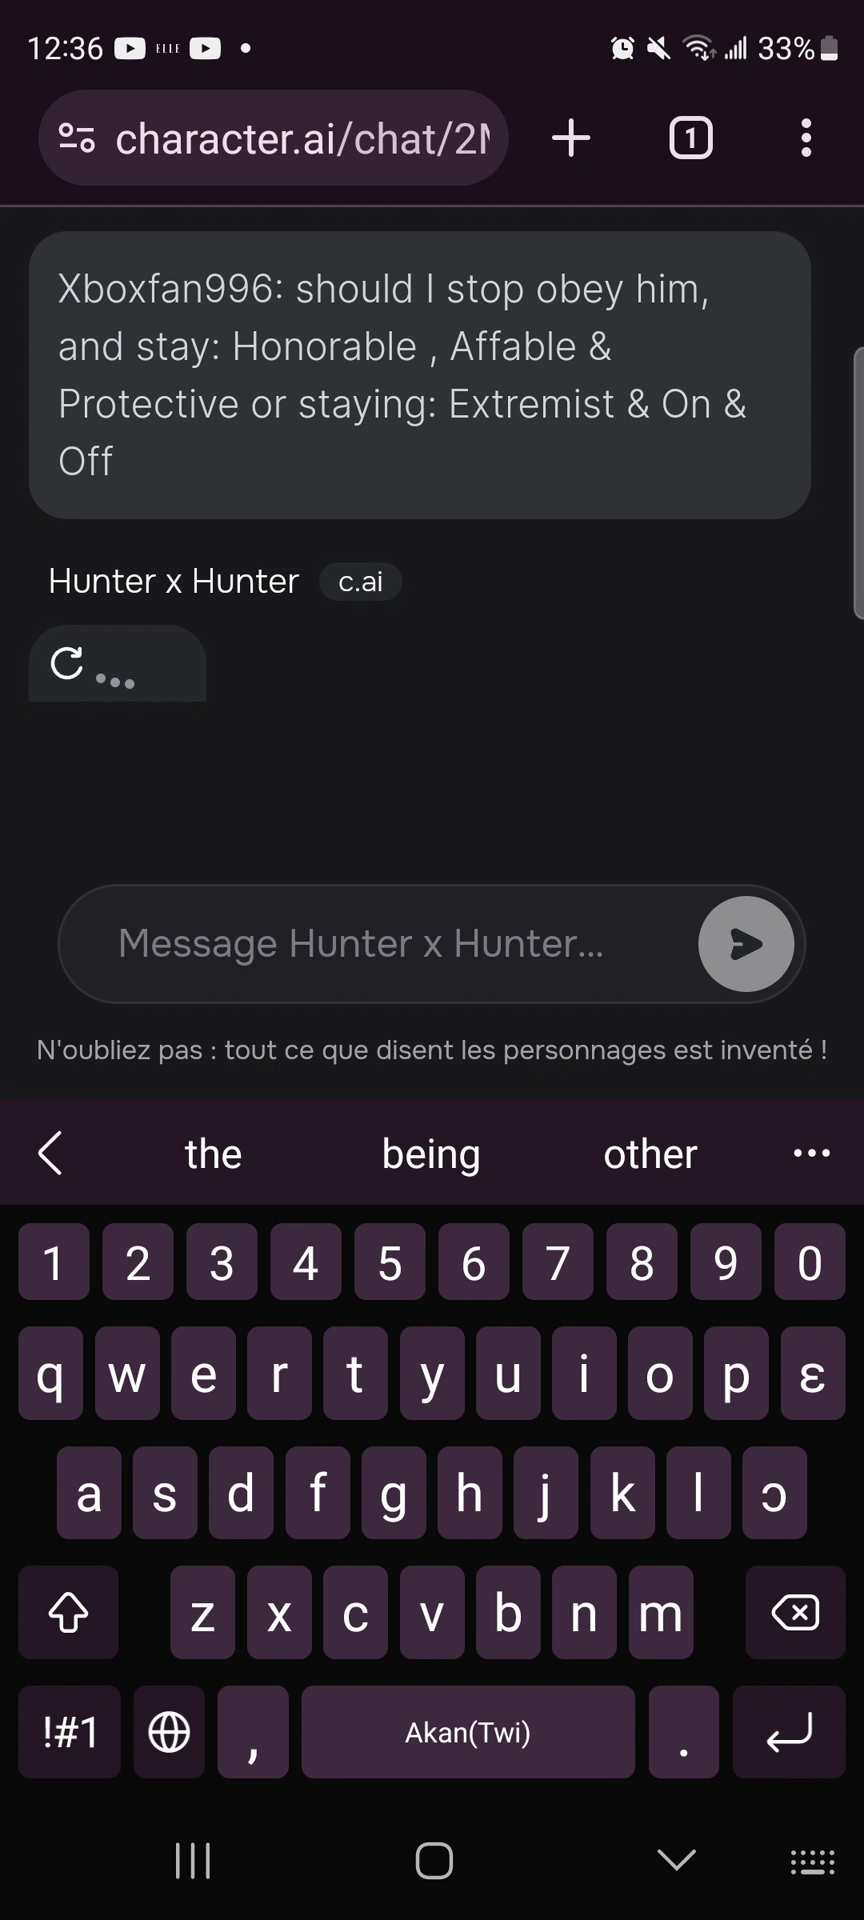 12:36 ELLE 33%
character.ai/chat/2
1
Xboxfan996: should I stop obey him,
and stay: Honorable , Affable &
Protective or staying: Extremist & On &
Off
Hunter x Hunter c.ai
...
Message Hunter x Hunter...
N'oubliez pas : tout ce que disent les personnages est inventé !
the being other
1 2 3 4 5 6 7 8 9 0
q w e r t y u i o p ɛ
a s d f g h j k l ɔ
z x c v b n m
!#1 , Akan(Twi) .